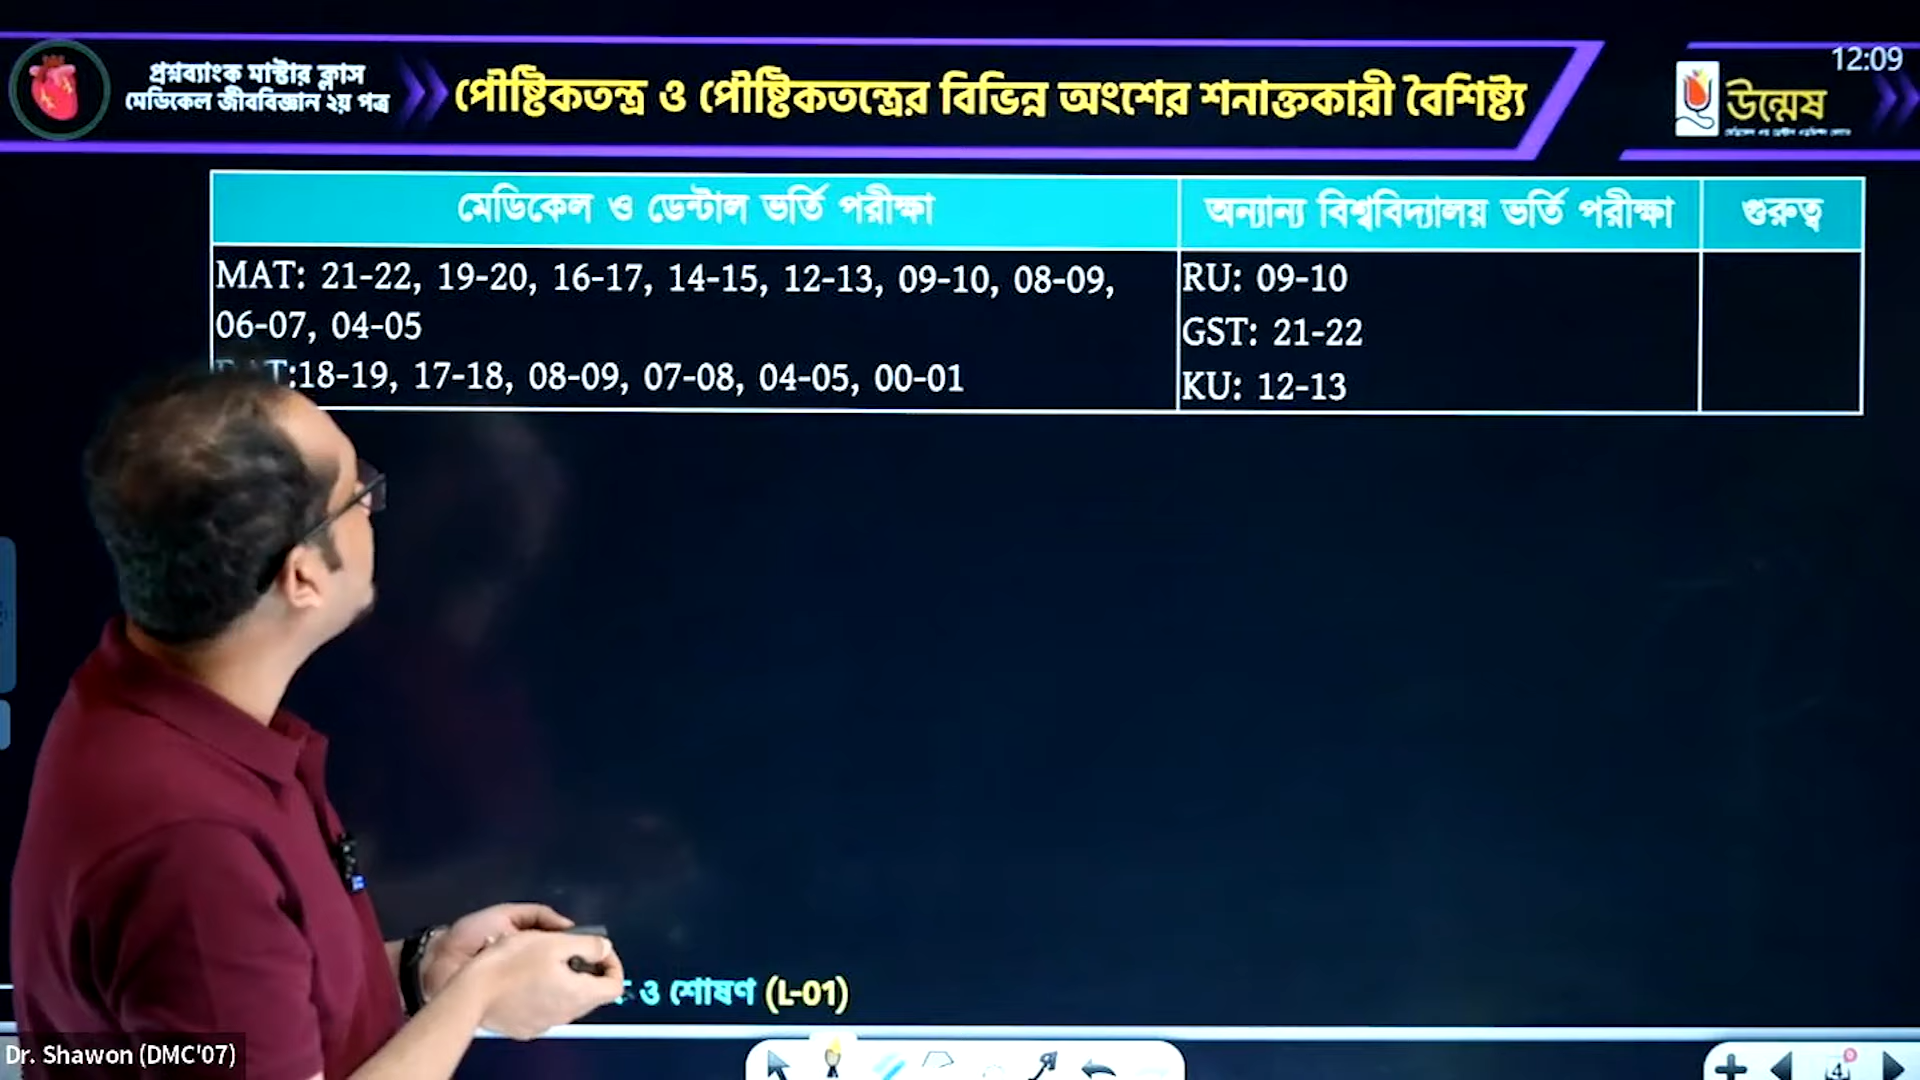 12:09
প্রশ্নব্যাংক মাস্টার ক্লাস
মেডিকেল জীববিজ্ঞান ২য় পত্র
পৌষ্টিকতন্ত্র ও পৌষ্টিকতন্ত্রের বিভিন্ন অংশের শনাক্তকারী বৈশিষ্ট্য
উন্মেষ
মেডিকেল ও ডেন্টাল ভর্তি পরীক্ষা
অন্যান্য বিশ্ববিদ্যালয় ভর্তি পরীক্ষা
গুরুত্ব
MAT: 21-22, 19-20, 16-17, 14-15, 12-13, 09-10, 08-09,
06-07, 04-05
:18-19, 17-18, 08-09, 07-08, 04-05, 00-01
RU: 09-10
GST: 21-22
KU: 12-13
ও শোষণ (L-01)
Dr. Shawon (DMC'07)